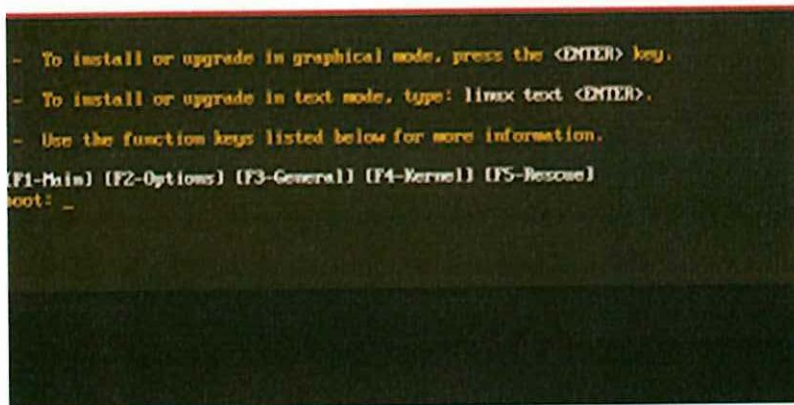 - To install or upgrade in graphical mode, press the <ENTER> key.
- To install or upgrade in text mode, type: linux text <ENTER>.
- Use the function keys listed below for more information.
[F1-Main] [F2-Options] [F3-General] [F4-Kernel] [F5-Rescue]
boot: _